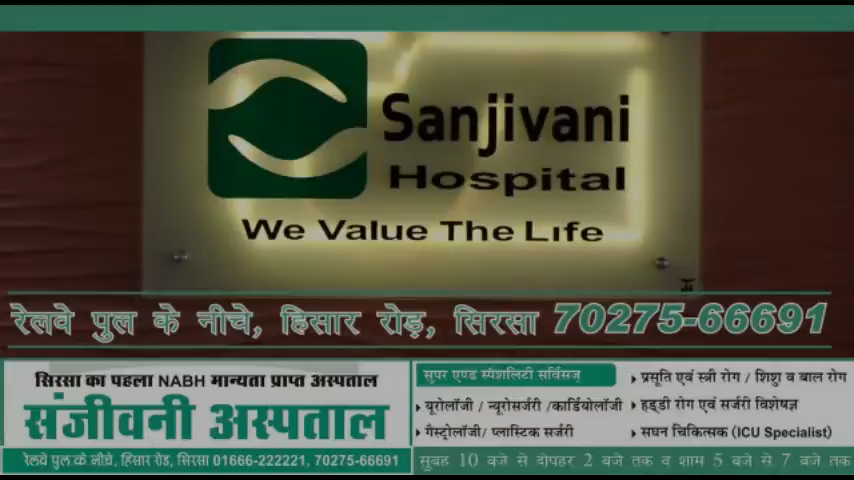 Sanjivani
Hospital
We Value The Life
रेलवे पुल के नीचे, हिसार रोड़, सिरसा 70275-66691
सिरसा का पहला NABH मान्यता प्राप्त अस्पताल
संजीवनी अस्पताल
रेलवे पुल के नीचे, हिसार रोड, सिरसा 01666-222221, 70275-66691
सुपर एण्ड स्पैशलिटी सर्विसज़
यूरोलॉजी / न्यूरोसर्जरी /कार्डियोलॉजी
गैस्ट्रोलॉजी/ प्लास्टिक सर्जरी
प्रसूति एवं स्त्री रोग / शिशु व बाल रोग
हड्डी रोग एवं सर्जरी विशेषज्ञ
सघन चिकित्सक (ICU Specialist)
सुबह 10 बजे से दोपहर 2 बजे तक व शाम 5 बजे से 7 बजे तक